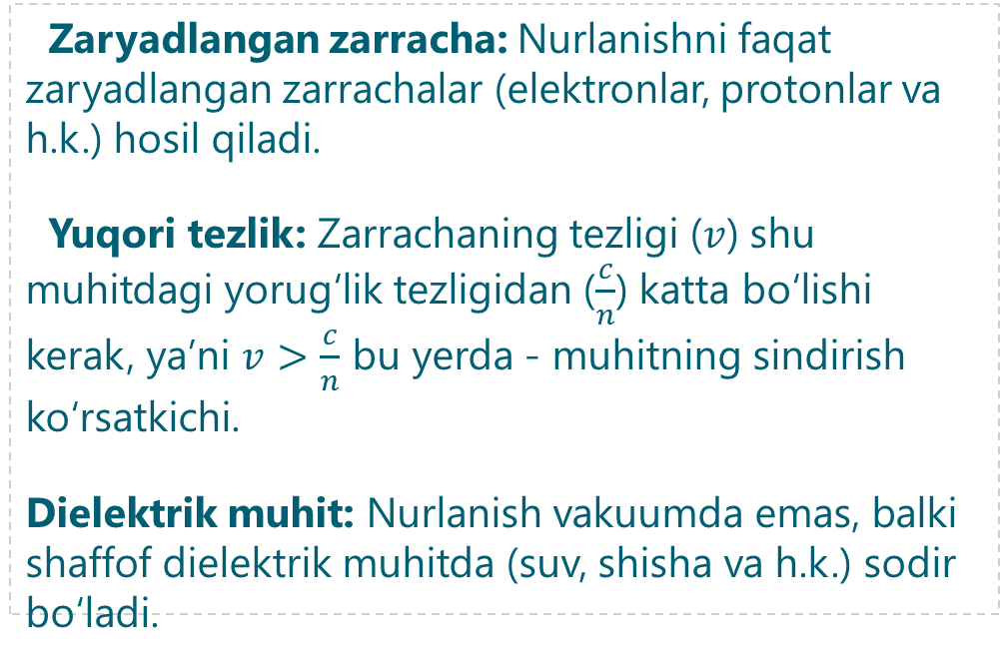 Zaryadlangan zarracha: Nurlanishni faqat
zaryadlangan zarrachalar (elektronlar, protonlar va
h.k.) hosil qiladi.
Yuqori tezlik: Zarrachaning tezligi (𝑣) shu
muhitdagi yorug‘lik tezligidan (c/n) katta bo‘lishi
kerak, ya’ni 𝑣 > c/n bu yerda - muhitning sindirish
ko‘rsatkichi.
Dielektrik muhit: Nurlanish vakuumda emas, balki
shaffof dielektrik muhitda (suv, shisha va h.k.) sodir
bo‘ladi.